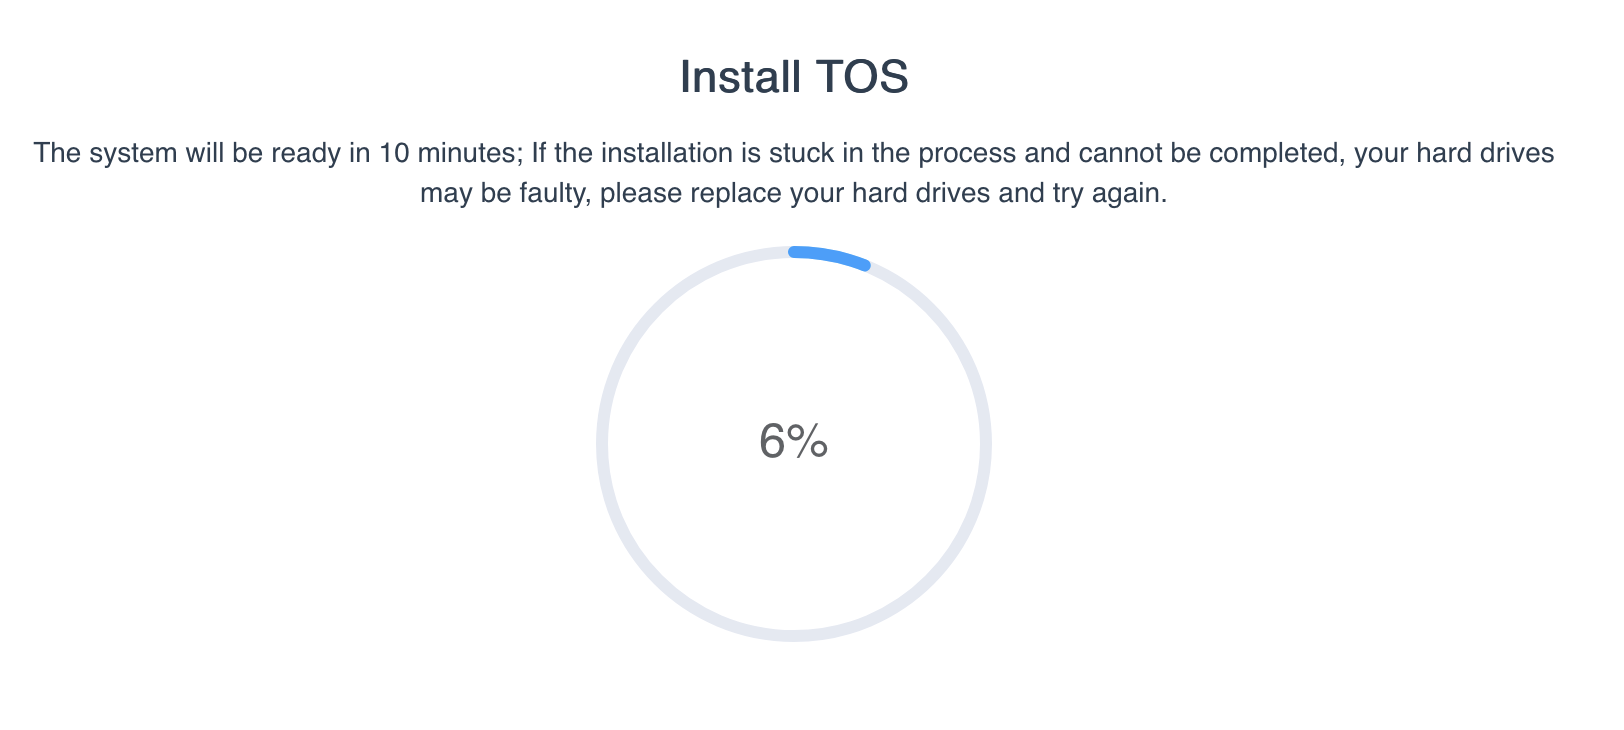 Install TOS
The system will be ready in 10 minutes; If the installation is stuck in the process and cannot be completed, your hard drives
may be faulty, please replace your hard drives and try again.
6%